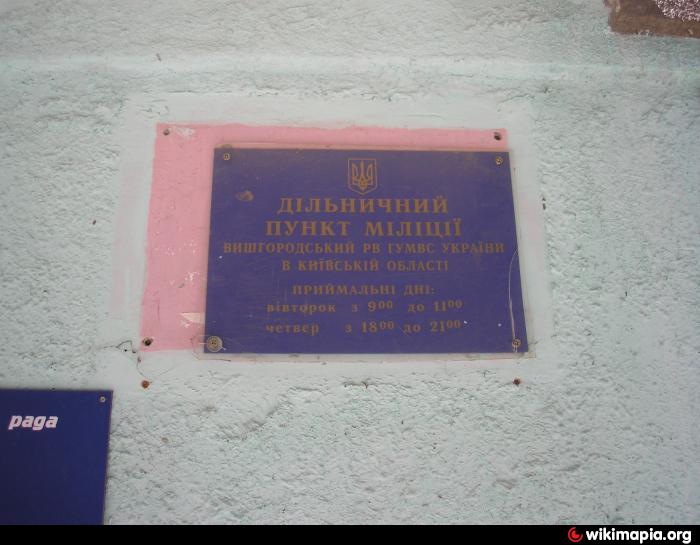 ДІЛЬНИЧНИЙ
ПУНКТ МІЛІЦІЇ
ВИШГОРОДСЬКИЙ РВ ГУМВС УКРАЇНИ
В КИЇВСЬКІЙ ОБЛАСТІ
ПРИЙМАЛЬНІ ДНІ:
вівторок з 9⁰⁰ до 11⁰⁰
четвер з 18⁰⁰ до 21⁰⁰
рада
wikimapia.org